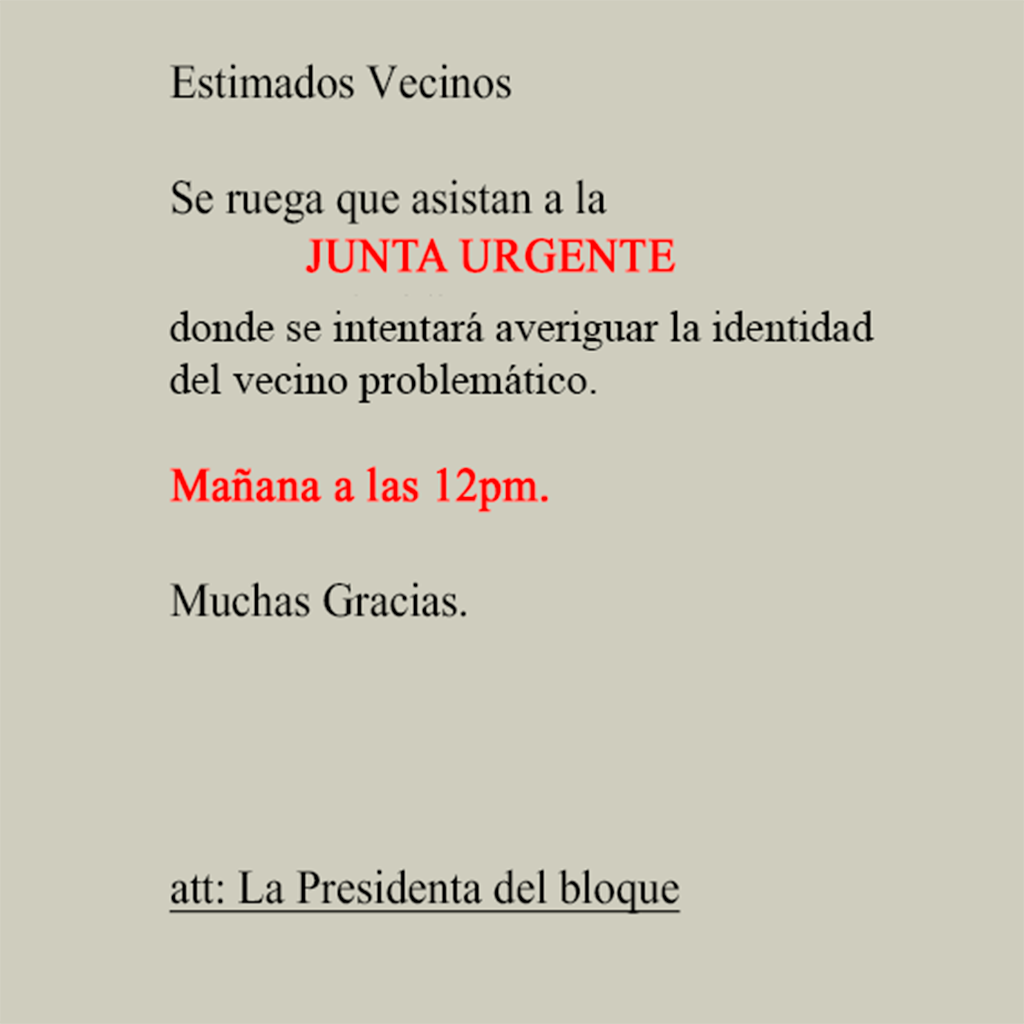 Estimados Vecinos
Se ruega que asistan a la
JUNTA URGENTE
donde se intentará averiguar la identidad
del vecino problemático.
Mañana a las 12pm.
Muchas Gracias.
att: La Presidenta del bloque